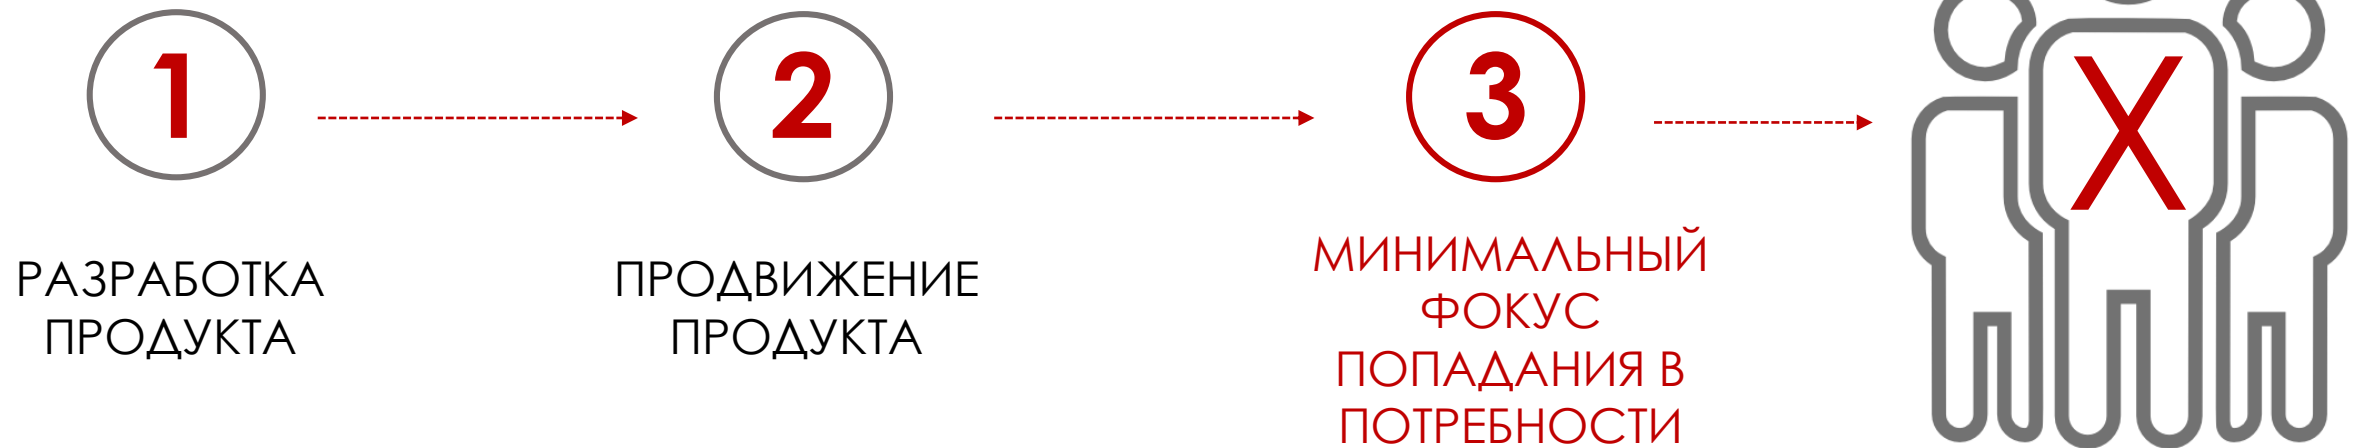 1
2
3
X
РАЗРАБОТКА
ПРОДУКТА
ПРОДВИЖЕНИЕ
ПРОДУКТА
МИНИМАЛЬНЫЙ
ФОКУС
ПОПАДАНИЯ В
ПОТРЕБНОСТИ